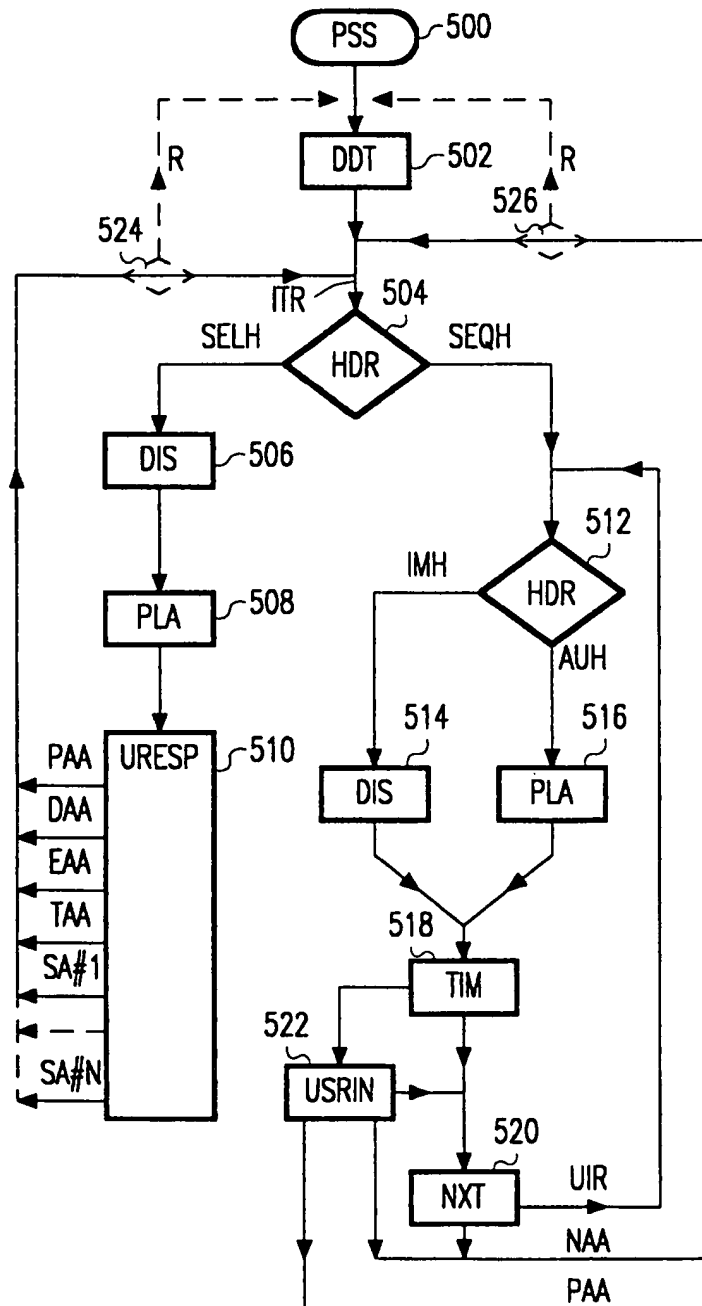 PSS 500
R R
DDT 502
524 526
ITR 504
SELH HDR SEQH
DIS 506
512
IMH HDR
PLA 508
AUH
514 516
PAA URESP 510
DIS PLA
DAA
EAA
TAA
518
SA#1 TIM
522
SA#N USRIN
520
NXT UIR
NAA
PAA